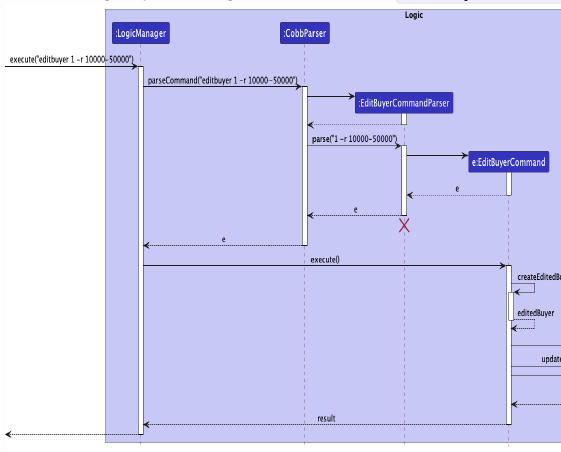 Logic
:LogicManager
:CobbParser
execute("editbuyer 1 -r 10000-50000")
parseCommand("editbuyer 1 -r 10000-50000")
:EditBuyerCommandParser
parse("1 -r 10000-50000")
e:EditBuyerCommand
e
e
e
execute()
createEditedB
editedBuyer
update
result